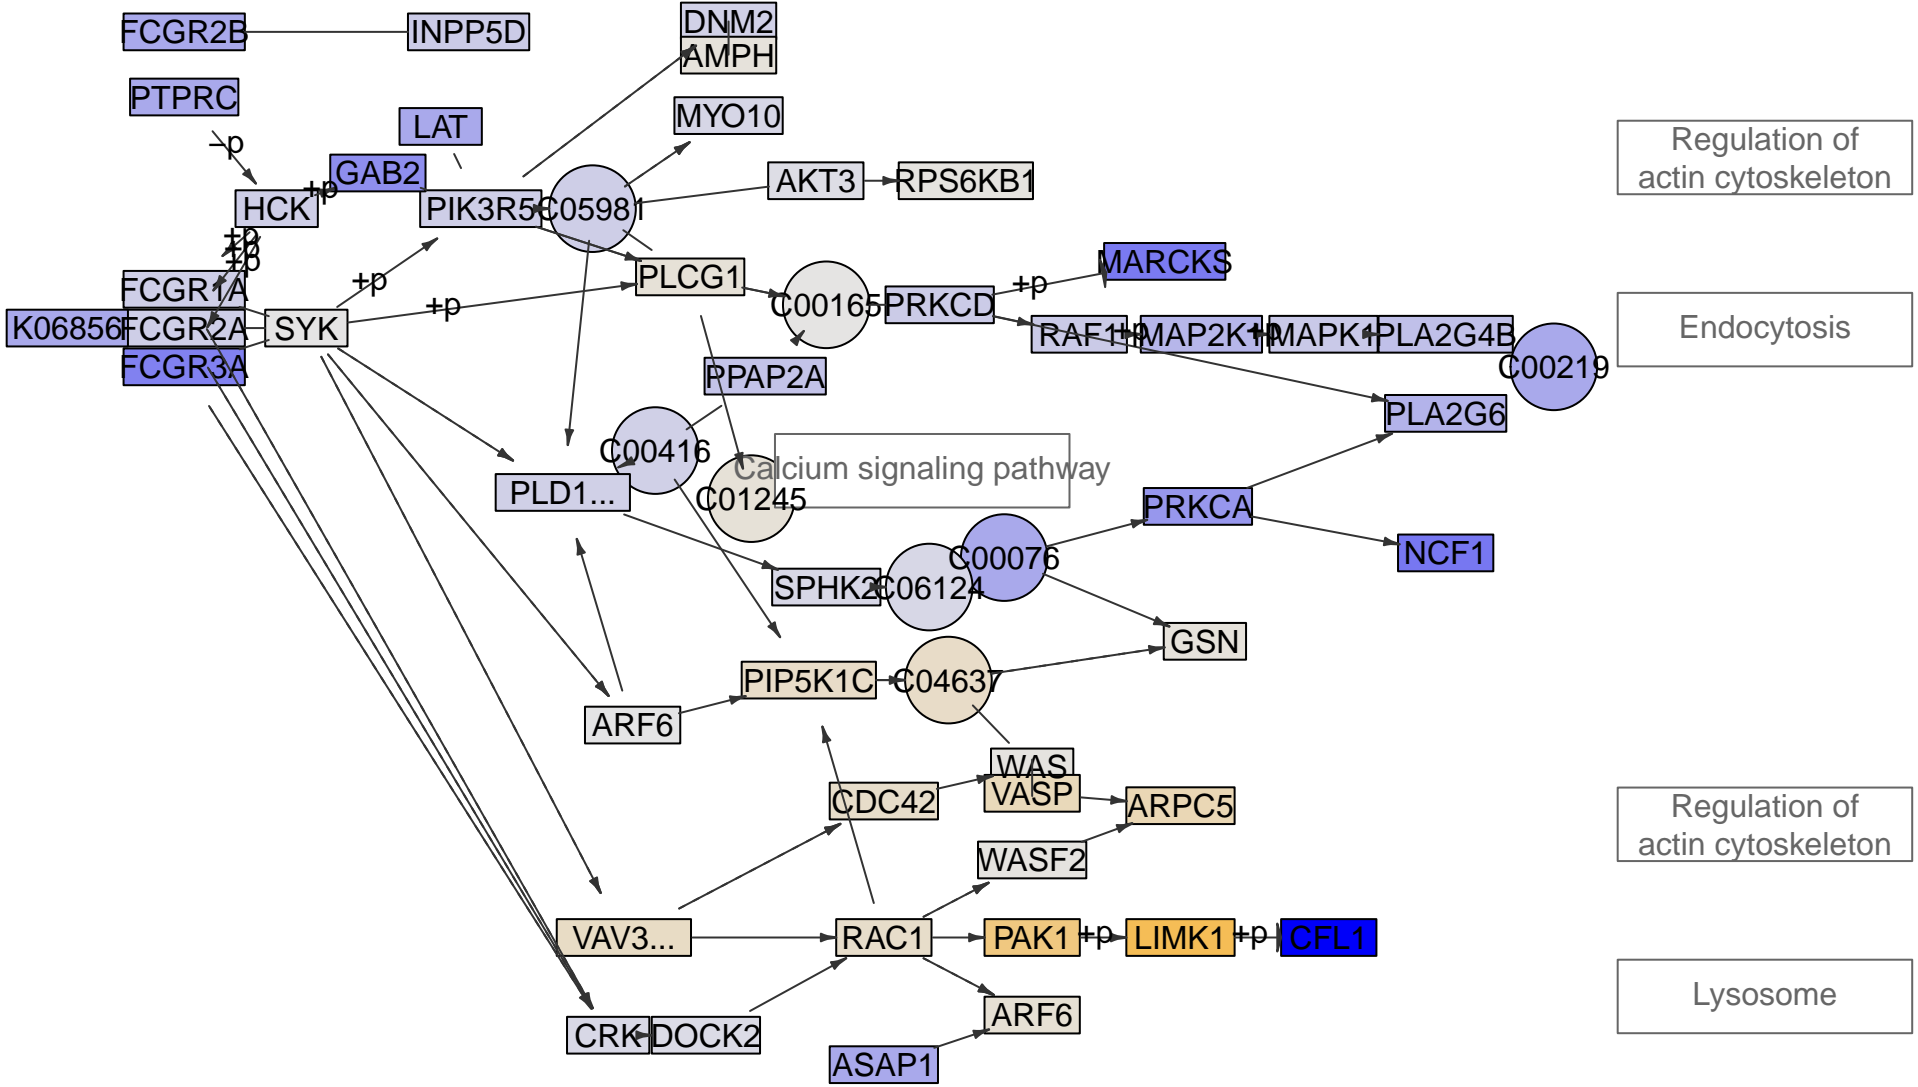 FCGR2B
INPP5D
DNM2
AMPH
PTPRC
LAT
MYO10
Regulation of
actin cytoskeleton
−p
GAB2
+p
HCK
PIK3R5
C05981
AKT3
RPS6KB1
+p
+p
+p
FCGR1A
+p
+p
PLCG1
C00165
PRKCD
+p
MARCKS
K06856
FCGR2A
SYK
RAF1
+p
MAP2K1
+p
MAPK1
PLA2G4B
C00219
Endocytosis
FCGR3A
PPAP2A
PLA2G6
C00416
Calcium signaling pathway
C01245
PLD1...
PRKCA
NCF1
SPHK2
C06124
C00076
GSN
PIP5K1C
C04637
ARF6
WAS
VASP
CDC42
ARPC5
Regulation of
actin cytoskeleton
WASF2
VAV3...
RAC1
PAK1
+p
LIMK1
+p
CFL1
Lysosome
ARF6
CRK
DOCK2
ASAP1